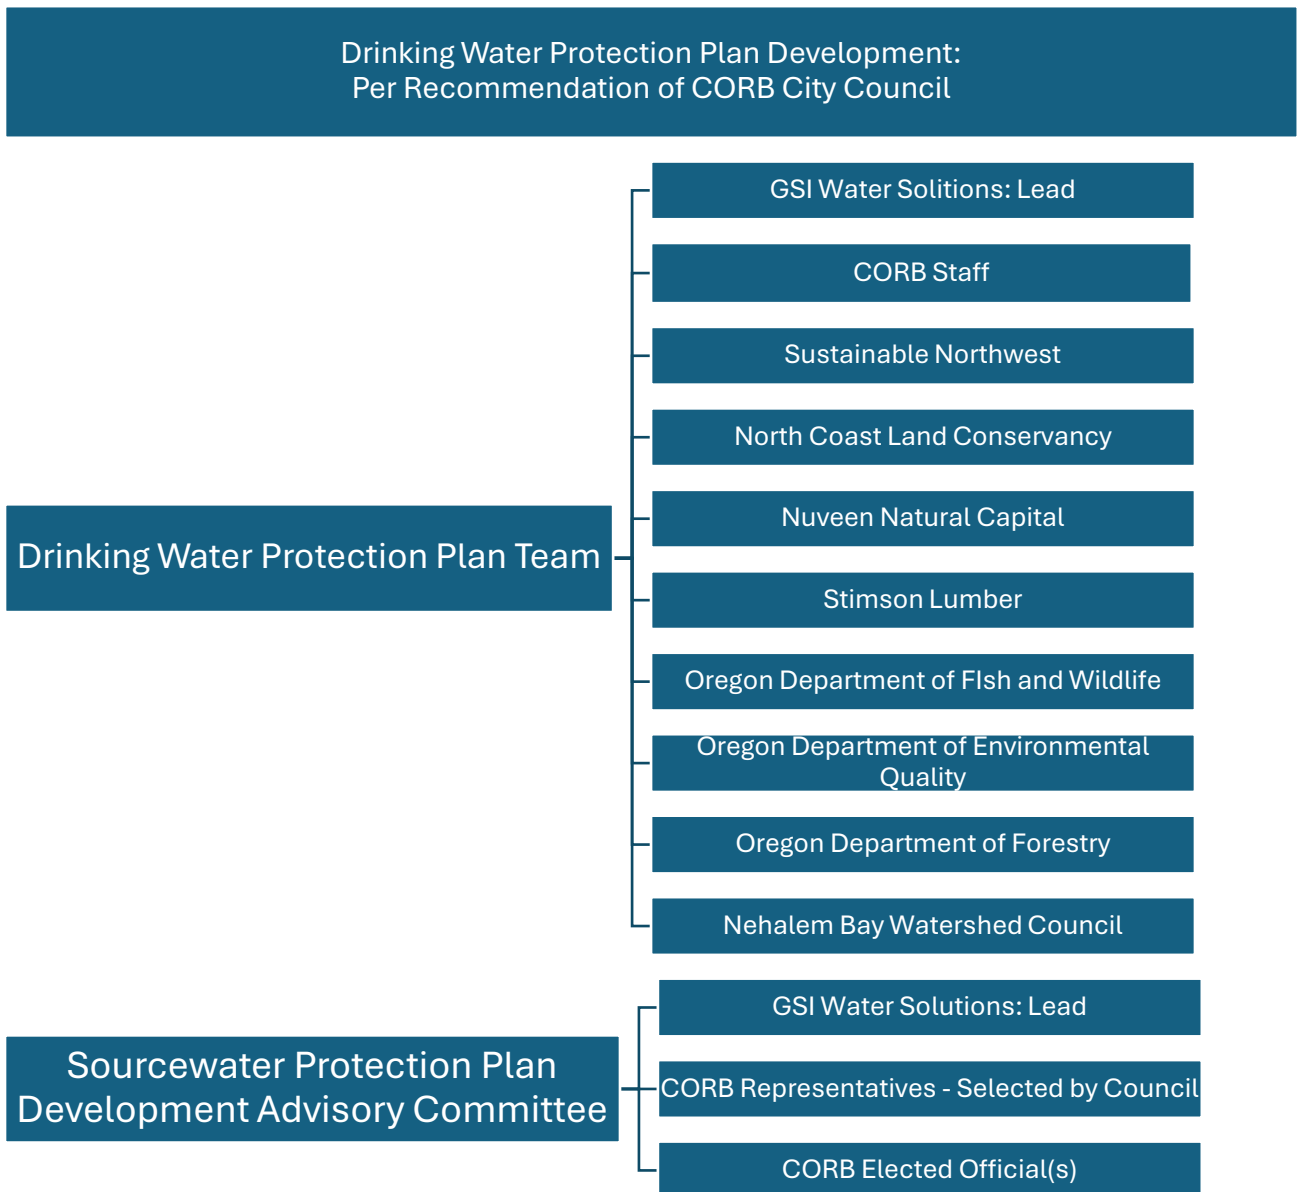 Drinking Water Protection Plan Development:
Per Recommendation of CORB City Council
Drinking Water Protection Plan Team
GSI Water Solitions: Lead
CORB Staff
Sustainable Northwest
North Coast Land Conservancy
Nuveen Natural Capital
Stimson Lumber
Oregon Department of FIsh and Wildlife
Oregon Department of Environmental
Quality
Oregon Department of Forestry
Nehalem Bay Watershed Council
Sourcewater Protection Plan
Development Advisory Committee
GSI Water Solutions: Lead
CORB Representatives - Selected by Council
CORB Elected Official(s)